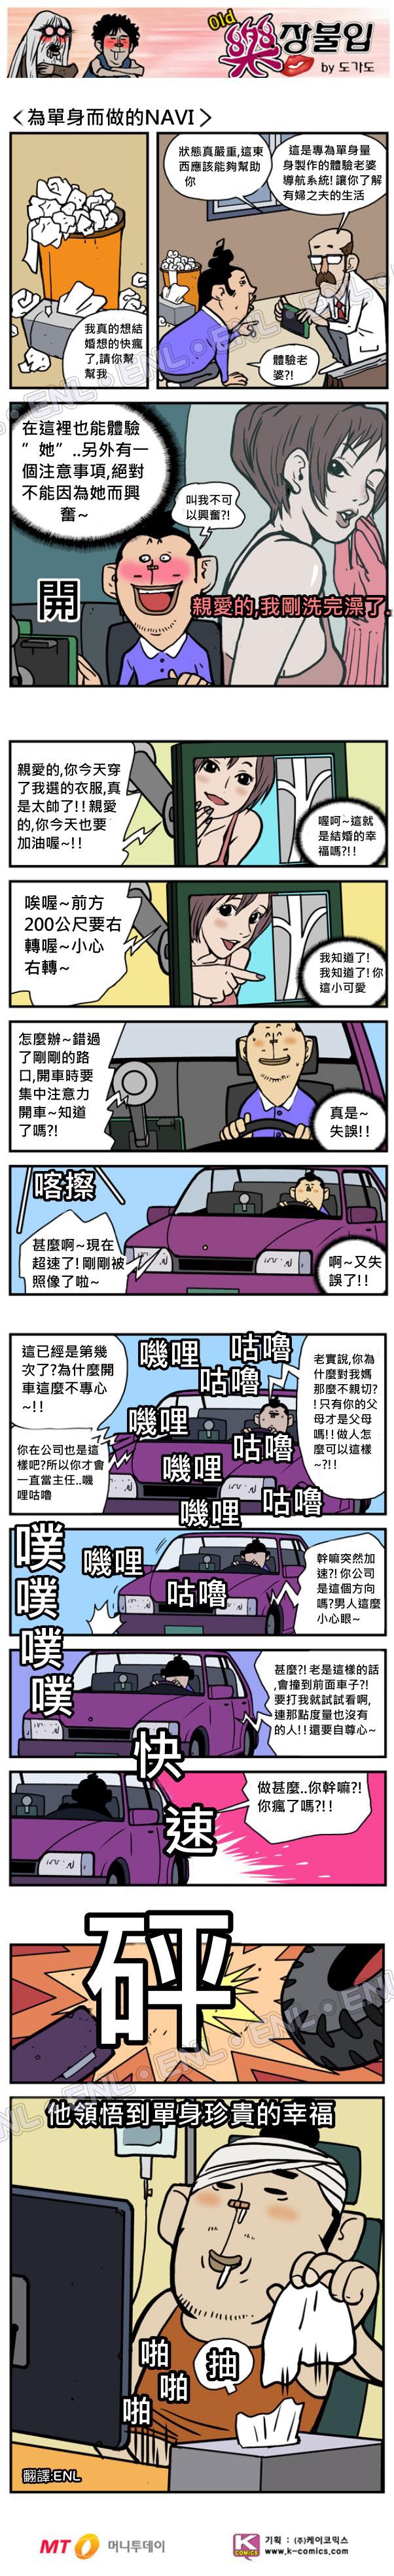 Old
樂장불입
by 도가도
<為單身而做的NAVI>
我真的想結
婚想的快瘋
了,請你幫
幫我
狀態真嚴重,這東
西應該能夠幫助
你
這是專為單身量
身製作的體驗老婆
導航系統! 讓你了解
有婦之夫的生活
體驗老
婆?!
在這裡也能體驗
”她”..另外有一
個注意事項,絕對
不能因為她而興
奮~
叫我不可
以興奮?!
開
親愛的,我剛洗完澡了.
親愛的,你今天穿
了我選的衣服,真
是太帥了!!親愛
的,你今天也要
加油喔~!!
喔呵~這就
是結婚的幸
福嗎?!!
唉喔~前方
200公尺要右
轉喔~小心
右轉~
我知道了!
我知道了!你
這小可愛
怎麼辦~錯過
了剛剛的路
口,開車時要
集中注意力
開車~知道
了嗎?!
真是~
失誤!!
喀擦
甚麼啊~現在
超速了!剛剛被
照像了啦~
啊~又失
誤了!!
這已經是第幾
次了?為什麼開
車這麼不專心
~!!
你在公司也是這
樣吧?所以你才會
一直當主任..嘰
哩咕嚕
嘰哩
咕嚕
咕嚕
嘰哩
咕嚕
嘰哩
咕嚕
嘰哩
老實說,你為
什麼對我媽
那麼不親切?
!只有你的父
母才是父母
嗎!!做人怎
麼可以這樣
~?!!
噗
噗
噗
噗
嘰哩
咕嚕
幹嘛突然加
速?!你公司
是這個方向
嗎?男人這麼
小心眼~
甚麼?!老是這樣的話
,會撞到前面車子?!
要打我就試試看啊,
連那點度量也沒有
的人!!還要自尊心~
快
速
做甚麼..你幹嘛?!
你瘋了嗎?!!
砰
他領悟到單身珍貴的幸福
啪
啪
啪
抽
翻譯:ENL
MT 머니투데이
K COMICS
기획 : (주)케이코믹스
www.k-comics.com